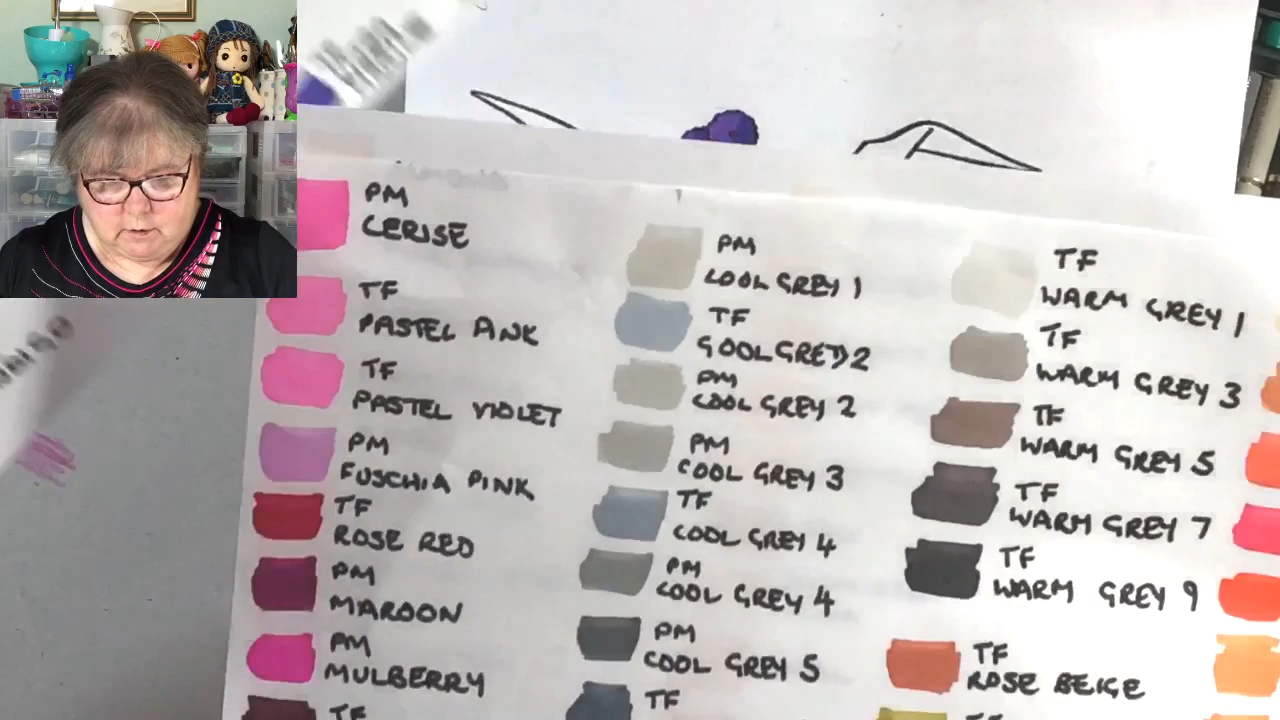 PM
CERISE
TF
PASTEL PINK
TF
PASTEL VIOLET
PM
FUSCHIA PINK
TF
ROSE RED
PM
MAROON
PM
MULBERRY
TF
PM
COOL GREY 1
TF
COOL GREY 2
PM
COOL GREY 2
PM
COOL GREY 3
TF
COOL GREY 4
PM
COOL GREY 4
PM
COOL GREY 5
TF
TF
WARM GREY 1
TF
WARM GREY 3
TF
WARM GREY 5
TF
WARM GREY 7
TF
WARM GREY 9
TF
ROSE BEIGE
TF